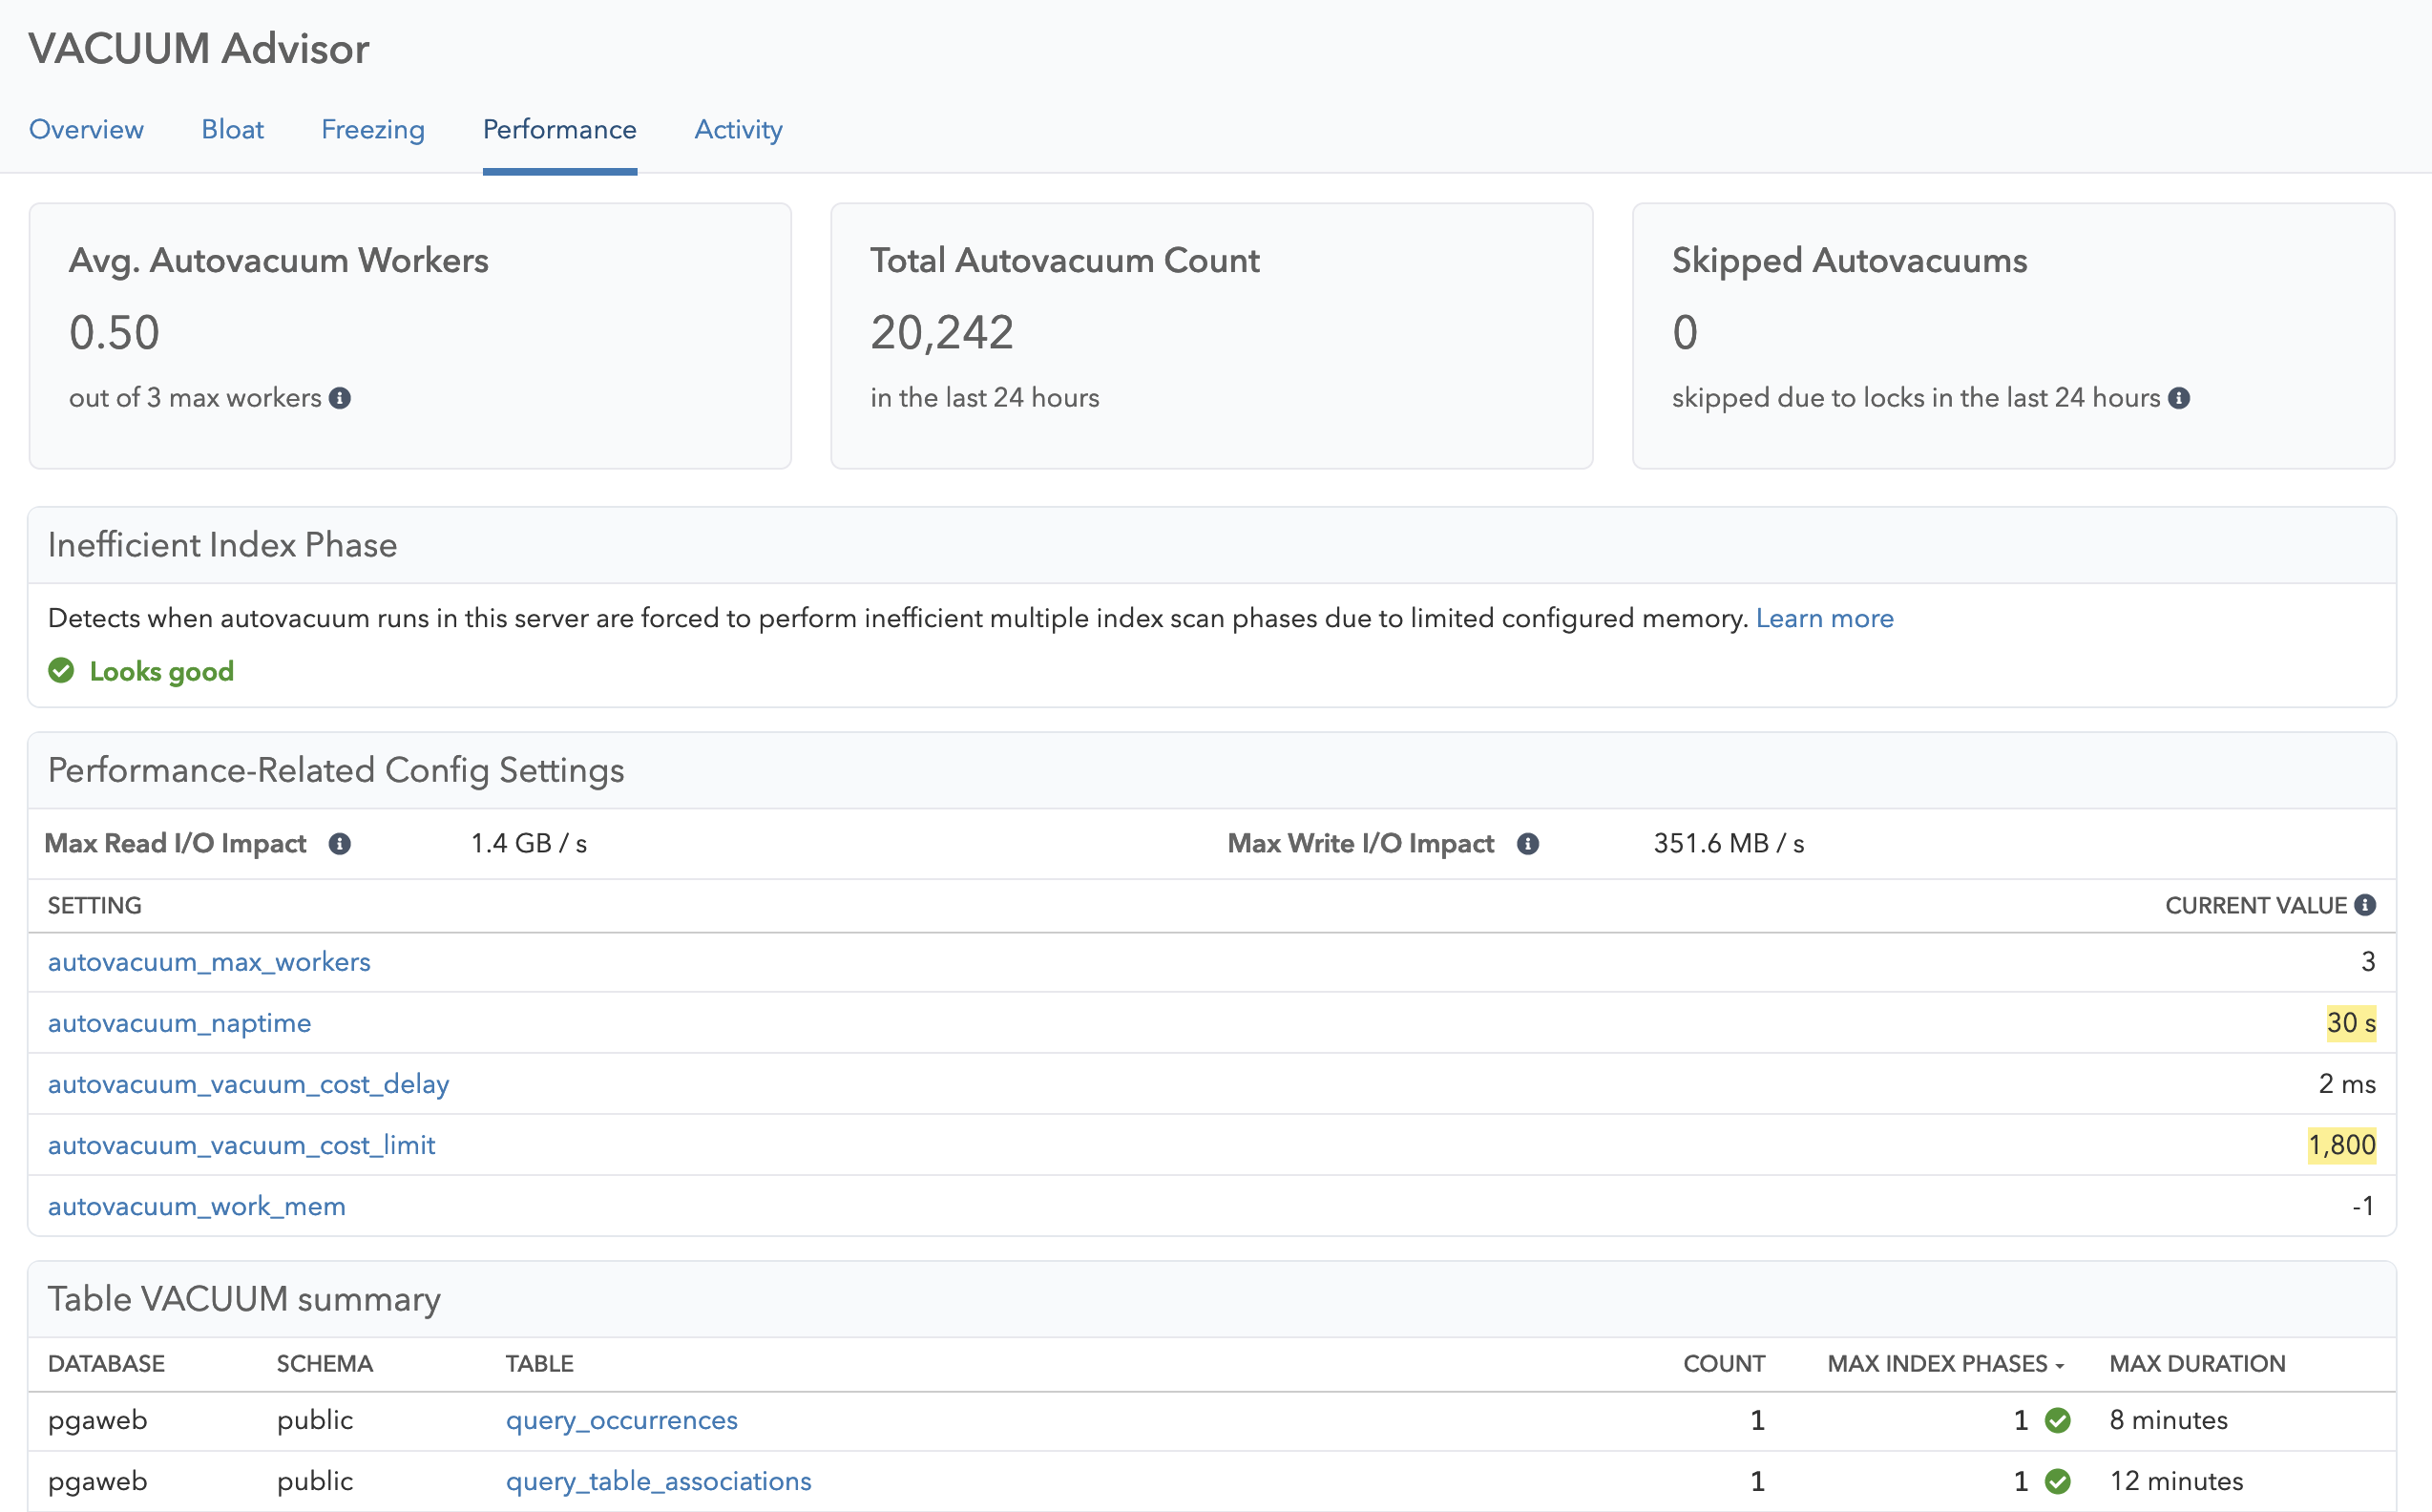 VACUUM Advisor
Overview Bloat Freezing Performance Activity
Avg. Autovacuum Workers
0.50
out of 3 max workers
Total Autovacuum Count
20,242
in the last 24 hours
Skipped Autovacuums
0
skipped due to locks in the last 24 hours
Inefficient Index Phase
Detects when autovacuum runs in this server are forced to perform inefficient multiple index scan phases due to limited configured memory. Learn more
Looks good
Performance-Related Config Settings
Max Read I/O Impact 1.4 GB / s Max Write I/O Impact 351.6 MB / s
SETTING CURRENT VALUE
autovacuum_max_workers 3
autovacuum_naptime 30 s
autovacuum_vacuum_cost_delay 2 ms
autovacuum_vacuum_cost_limit 1,800
autovacuum_work_mem -1
Table VACUUM summary
DATABASE SCHEMA TABLE COUNT MAX INDEX PHASES MAX DURATION
pgaweb public query_occurrences 1 1 8 minutes
pgaweb public query_table_associations 1 1 12 minutes